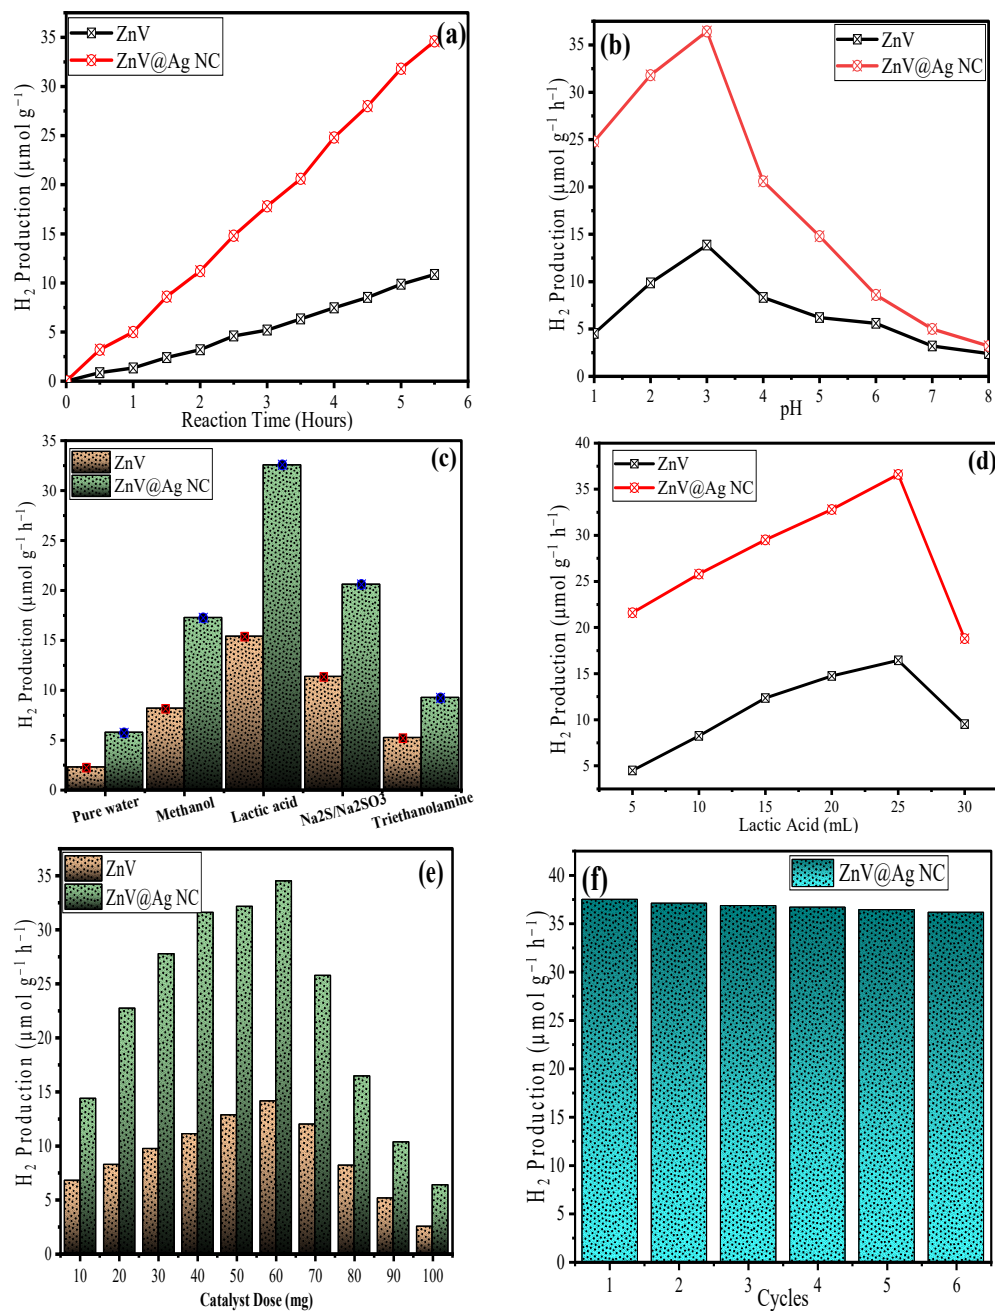 (a)
ZnV
ZnV@Ag NC
H₂ Production (μmol g⁻¹ h⁻¹)
35
30
25
20
15
10
5
0
0 1 2 3 4 5 6
Reaction Time (Hours)
(b)
ZnV
ZnV@Ag NC
H₂ Production (μmol g⁻¹ h⁻¹)
35
30
25
20
15
10
5
0
1 2 3 4 5 6 7 8
pH
(c)
ZnV
ZnV@Ag NC
H₂ Production (μmol g⁻¹ h⁻¹)
35
30
25
20
15
10
5
0
Pure water Methanol Lactic acid Na2S/Na2SO3 Triethanolamine
(d)
ZnV
ZnV@Ag NC
H₂ Production (μmol g⁻¹ h⁻¹)
40
35
30
25
20
15
10
5
5 10 15 20 25 30
Lactic Acid (mL)
(e)
ZnV
ZnV@Ag NC
H₂ Production (μmol g⁻¹ h⁻¹)
35
30
25
20
15
10
5
0
10 20 30 40 50 60 70 80 90 100
Catalyst Dose (mg)
(f)
ZnV@Ag NC
H₂ Production (μmol g⁻¹ h⁻¹)
40
35
30
25
20
15
10
5
0
1 2 3 4 5 6
Cycles